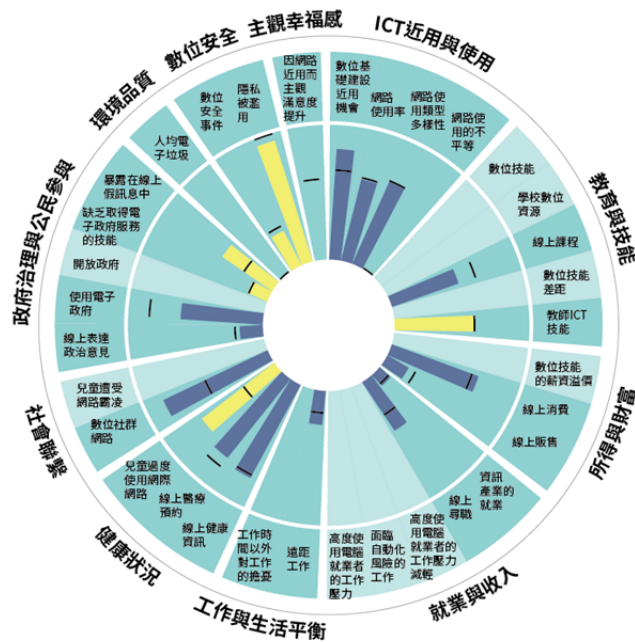 主觀幸福感
因網路
近用而
主觀
滿意度
提升
ICT近用與使用
數位基
礎建設
近用
機會
網路
使用率
網路使
用類型
多樣性
網路使
用的不
平等
教育與技能
數位技能
學校數位
資源
線上課程
數位技能
差距
教師ICT
技能
所得與財富
數位技能
的薪資溢價
線上消費
線上販售
就業與收入
資訊
產業的
就業
線上
尋職
高度使
用電腦
就業者的
工作壓力
減輕
面臨
自動化
風險的
工作
高度使
用電腦
就業者
的工作
壓力
工作與生活平衡
遠距
工作
工作時
間以外
對工作
的擔憂
健康狀況
線上健康
資訊
線上醫療
預約
兒童過度
使用網際
網路
社會聯繫
數位社群
網路
兒童遭受
網路霸凌
政府治理與公民參與
線上表達
政治意見
使用電子
政府
開放政府
缺乏取得電
子政府服務
的技能
暴露在線上
假訊息中
環境品質
人均電
子垃圾
數位安全
數位
安全
事件
隱私
被濫
用